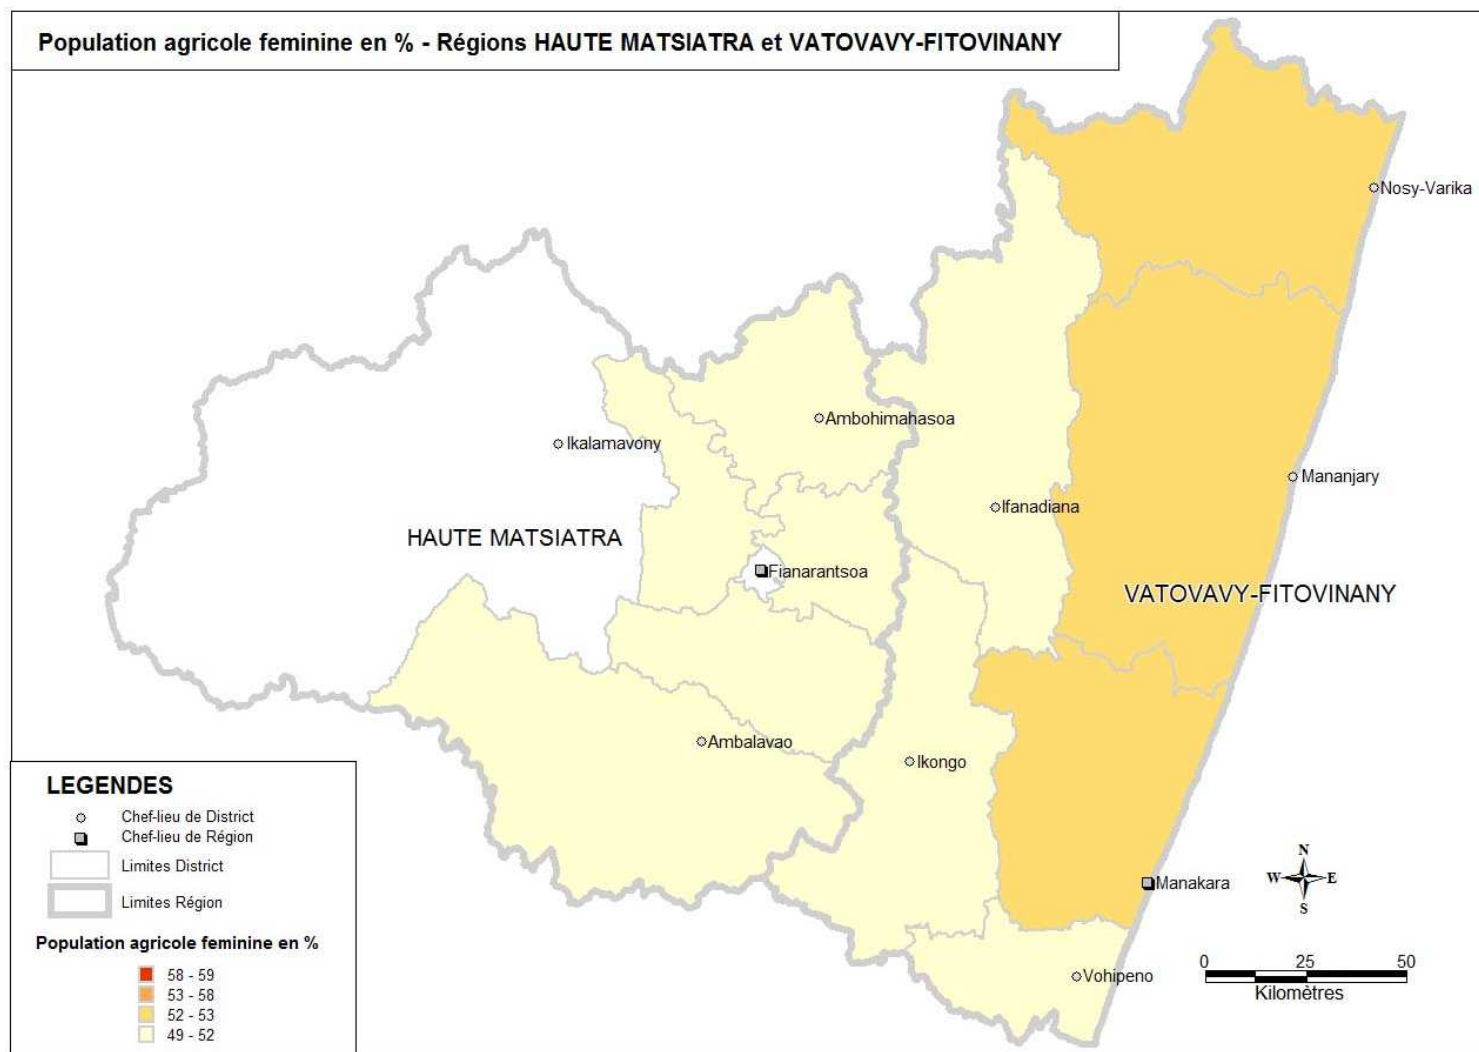 Population agricole feminine en % - Régions HAUTE MATSIATRA et VATOVAVY-FITOVINANY
Nosy-Varika
Ambohimahasoa
Ikalamavony
Mananjary
Ifanadiana
HAUTE MATSIATRA
Fianarantsoa
VATOVAVY-FITOVINANY
Ambalavao
Ikongo
Manakara
Vohipeno
LEGENDES
Chef-lieu de District
Chef-lieu de Région
Limites District
Limites Région
Population agricole feminine en %
58 - 59
53 - 58
52 - 53
49 - 52
N
W E
S
0 25 50
Kilomètres